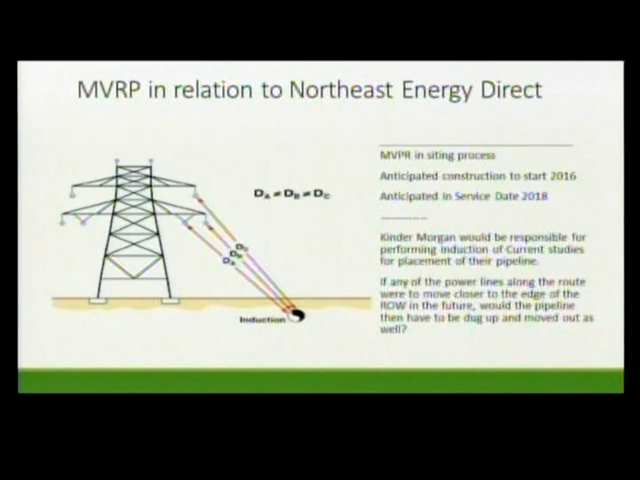 MVRP in relation to Northeast Energy Direct
MVPR in siting process
Anticipated construction to start 2016
Anticipated in Service Date 2018
------------
Kinder Morgan would be responsible for
performing induction of Current studies
for placement of their pipeline.
If any of the power lines along the route
were to move closer to the edge of the
ROW in the future, would the pipeline
then have to be dug up and moved out as
well?
DA ≠ DB ≠ DC
DC
DB
DA
Induction